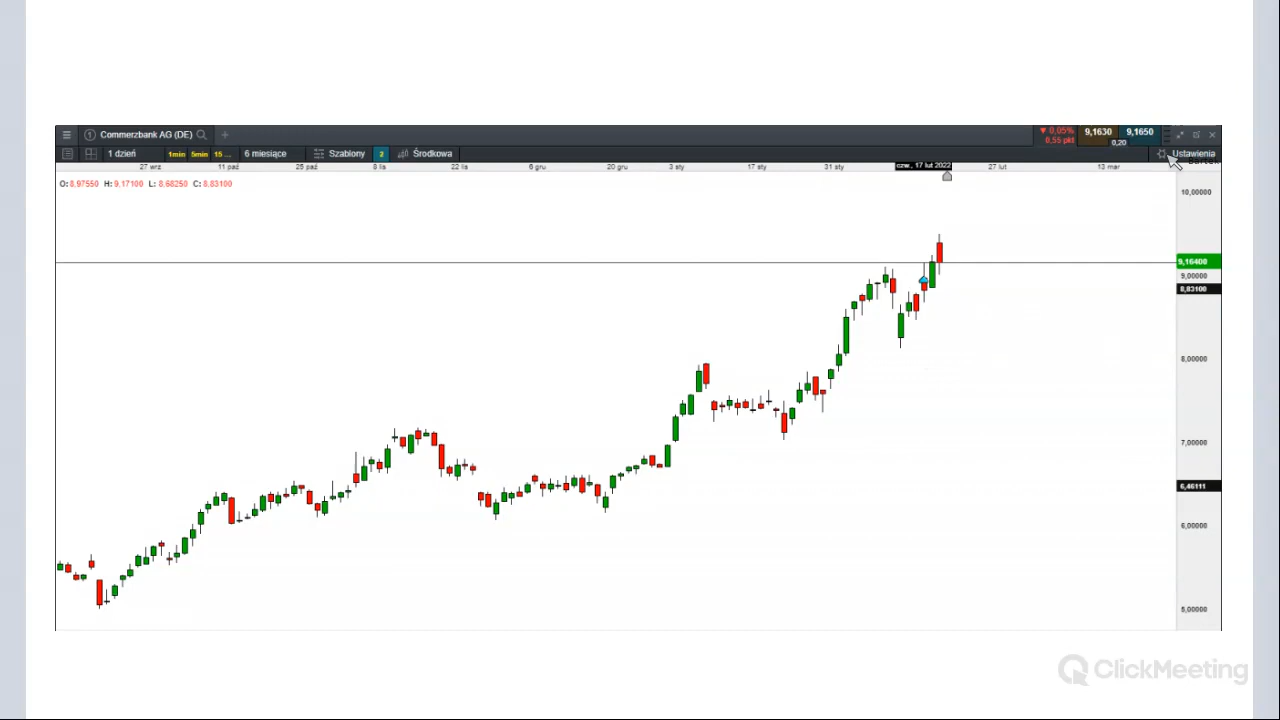 1 Commerzbank AG (DE) + ▼ 0,05% 9,1630 9,1650
0,55 pkt 0,20
1 dzień 1min 5min 15 ... 6 miesiące Szablony 2 Środkowa Ustawienia
27 wrz 11 paź 25 paź 8 lis 22 lis 6 gru 20 gru 3 sty 17 sty 31 sty czw., 17 lut 2022 27 lut 13 mar
O:8,97550 H:9,17100 L:8,68250 C:8,83100
10,00000
9,16400
9,00000
8,83100
8,00000
7,00000
6,46111
6,00000
5,00000
ClickMeeting